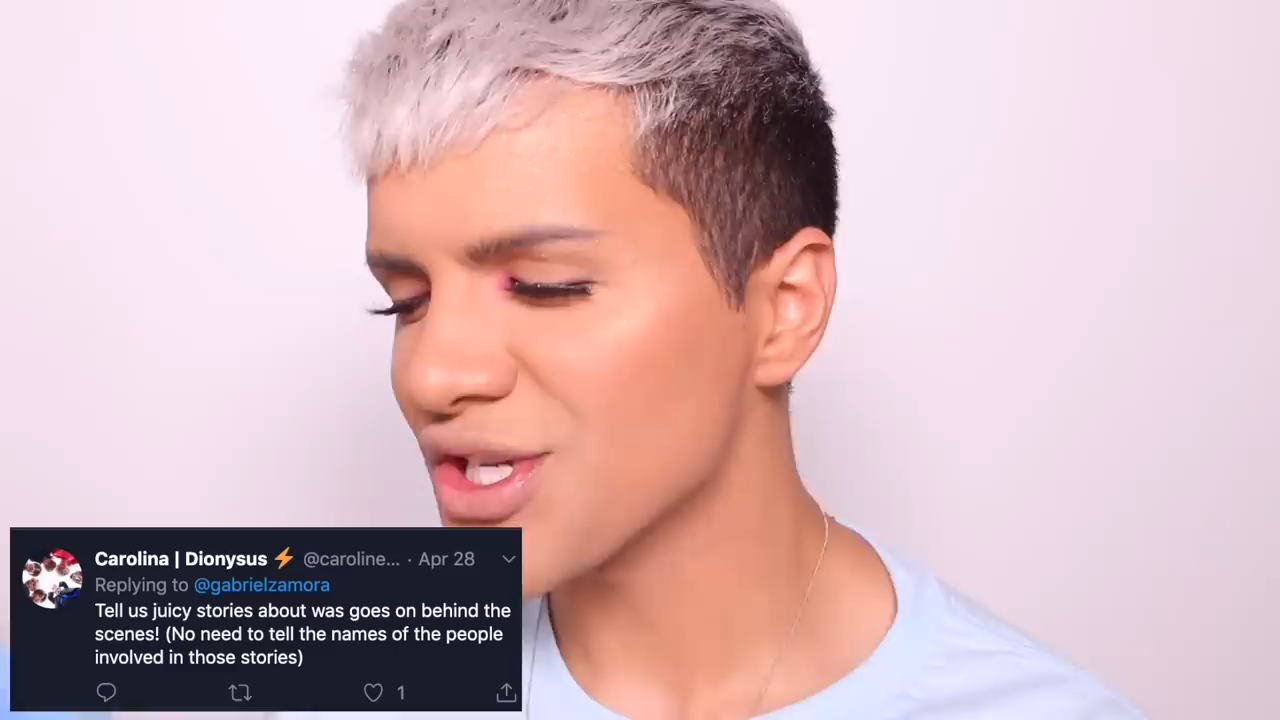 Carolina | Dionysus ⚡ @caroline... · Apr 28
Replying to @gabrielzamora
Tell us juicy stories about was goes on behind the
scenes! (No need to tell the names of the people
involved in those stories)
1